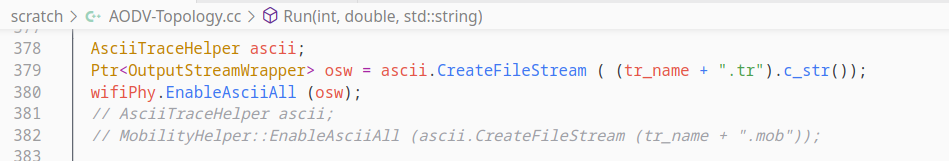 scratch > AODV-Topology.cc > Run(int, double, std::string)
378 AsciiTraceHelper ascii;
379 Ptr<OutputStreamWrapper> osw = ascii.CreateFileStream ( (tr_name + ".tr").c_str());
380 wifiPhy.EnableAsciiAll (osw);
381 // AsciiTraceHelper ascii;
382 // MobilityHelper::EnableAsciiAll (ascii.CreateFileStream (tr_name + ".mob"));
383